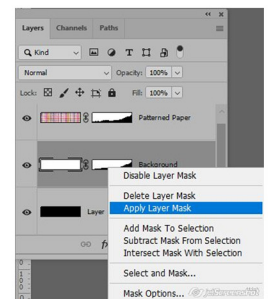 Layers Channels Paths
Kind
Normal Opacity: 100%
Lock: Fill: 100%
Patterned Paper
Background
Layer
fx
Disable Layer Mask
Delete Layer Mask
Apply Layer Mask
Add Mask To Selection
Subtract Mask From Selection
Intersect Mask With Selection
Select and Mask...
Mask Options...